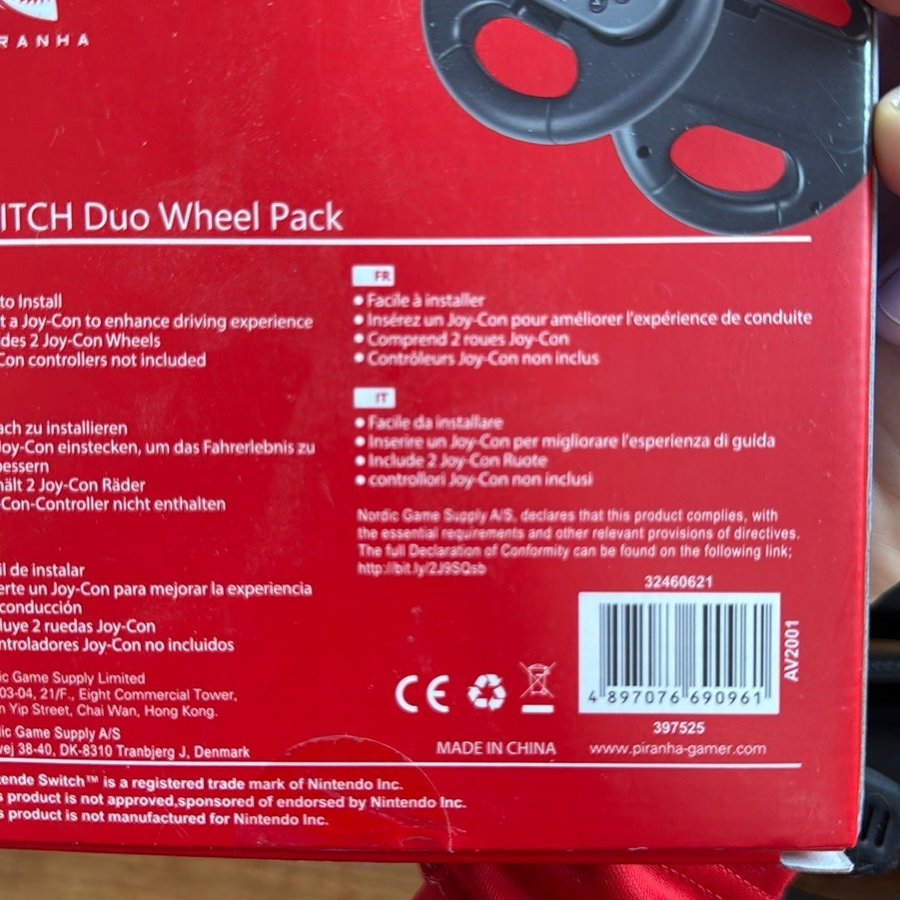 RANHA
ITCH Duo Wheel Pack
to Install
t a Joy-Con to enhance driving experience
des 2 Joy-Con Wheels
Con controllers not included
ach zu installieren
Joy-Con einstecken, um das Fahrerlebnis zu
bessern
hält 2 Joy-Con Räder
-Con-Controller nicht enthalten
il de instalar
erte un Joy-Con para mejorar la experiencia
conducción
luye 2 ruedas Joy-Con
ntroladores Joy-Con no incluidos
FR
• Facile à installer
• Insérez un Joy-Con pour améliorer l'expérience de conduite
• Comprend 2 roues Joy-Con
• Contrôleurs Joy-Con non inclus
IT
• Facile da installare
• Inserire un Joy-Con per migliorare l'esperienza di guida
• Include 2 Joy-Con Ruote
• controllori Joy-Con non inclusi
Nordic Game Supply A/S, declares that this product complies, with
the essential requirements and other relevant provisions of directives.
The full Declaration of Conformity can be found on the following link;
http://bit.ly/2J9SQsb
32460621
4 897076 690961
AV2001
397525
www.piranha-gamer.com
CE
MADE IN CHINA
ic Game Supply Limited
03-04, 21/F., Eight Commercial Tower,
n Yip Street, Chai Wan, Hong Kong.
ic Game Supply A/S
vej 38-40, DK-8310 Tranbjerg J, Denmark
tende Switch™ is a registered trade mark of Nintendo Inc.
s product is not approved,sponsored of endorsed by Nintendo Inc.
s product is not manufactured for Nintendo Inc.